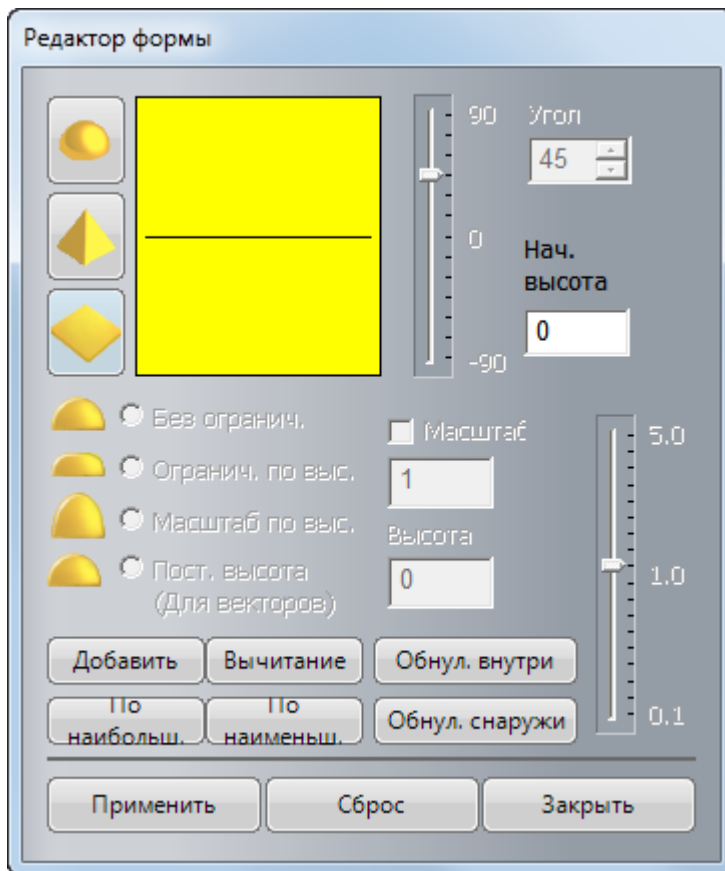 Редактор формы
90
Угол
45
0
Нач.
высота
0
-90
Без огранич.
Масштаб
5.0
Огранич. по выс.
1
Масштаб по выс.
Высота
Пост. высота
0
1.0
(Для векторов)
Добавить
Вычитание
Обнул. внутри
По
наибольш.
По
наименьш.
Обнул. снаружи
0.1
Применить
Сброс
Закрыть